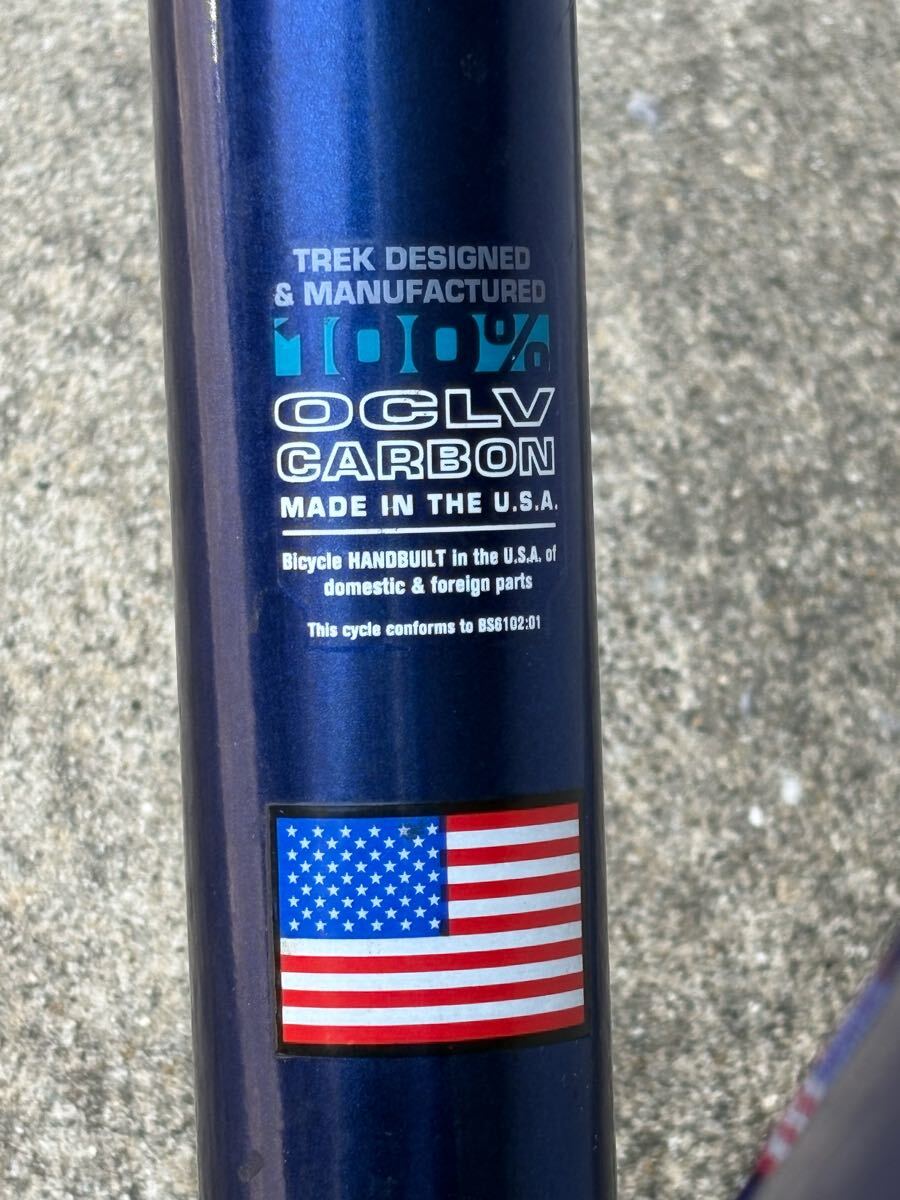 TREK DESIGNED
& MANUFACTURED
100%
OCLV
CARBON
MADE IN THE U.S.A.
Bicycle HANDBUILT in the U.S.A. of
domestic & foreign parts
This cycle conforms to BS6102:01